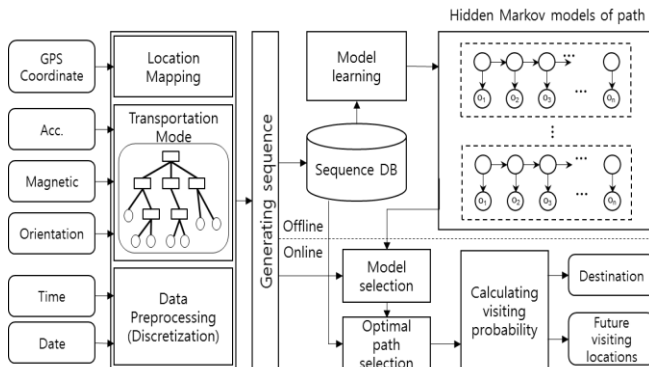 Hidden Markov models of path
GPS
Coordinate
Location
Mapping
Model
learning
Acc.
Transportation
Mode
Magnetic
Orientation
Generating sequence
Sequence DB
...
O₁
O₂
O₃
...
Oₙ
...
...
O₁
O₂
O₃
...
Oₙ
Offline
Online
Time
Date
Data
Preprocessing
(Discretization)
Model
selection
Optimal
path
selection
Calculating
visiting
probability
Destination
Future
visiting
locations